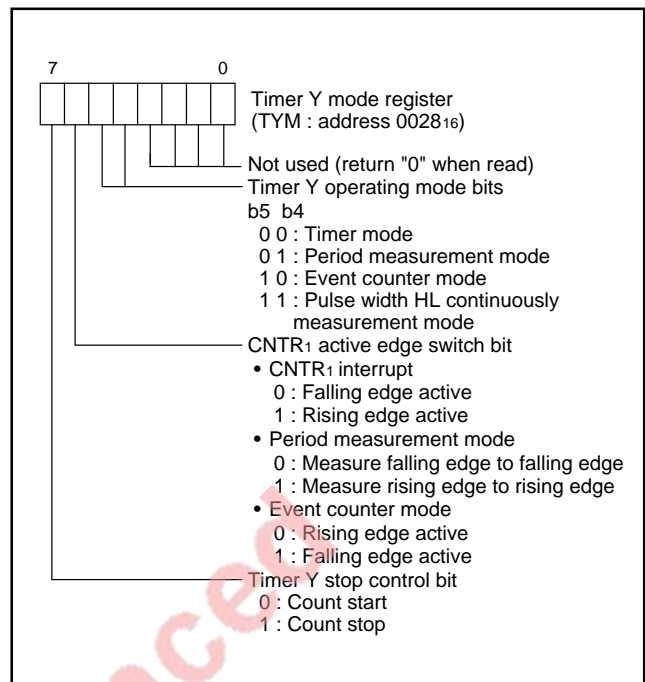 7 0
Timer Y mode register
(TYM : address 0028₁₆)
Not used (return "0" when read)
Timer Y operating mode bits
b5 b4
0 0 : Timer mode
0 1 : Period measurement mode
1 0 : Event counter mode
1 1 : Pulse width HL continuously
measurement mode
CNTR₁ active edge switch bit
• CNTR₁ interrupt
0 : Falling edge active
1 : Rising edge active
• Period measurement mode
0 : Measure falling edge to falling edge
1 : Measure rising edge to rising edge
• Event counter mode
0 : Rising edge active
1 : Falling edge active
Timer Y stop control bit
0 : Count start
1 : Count stop
nced